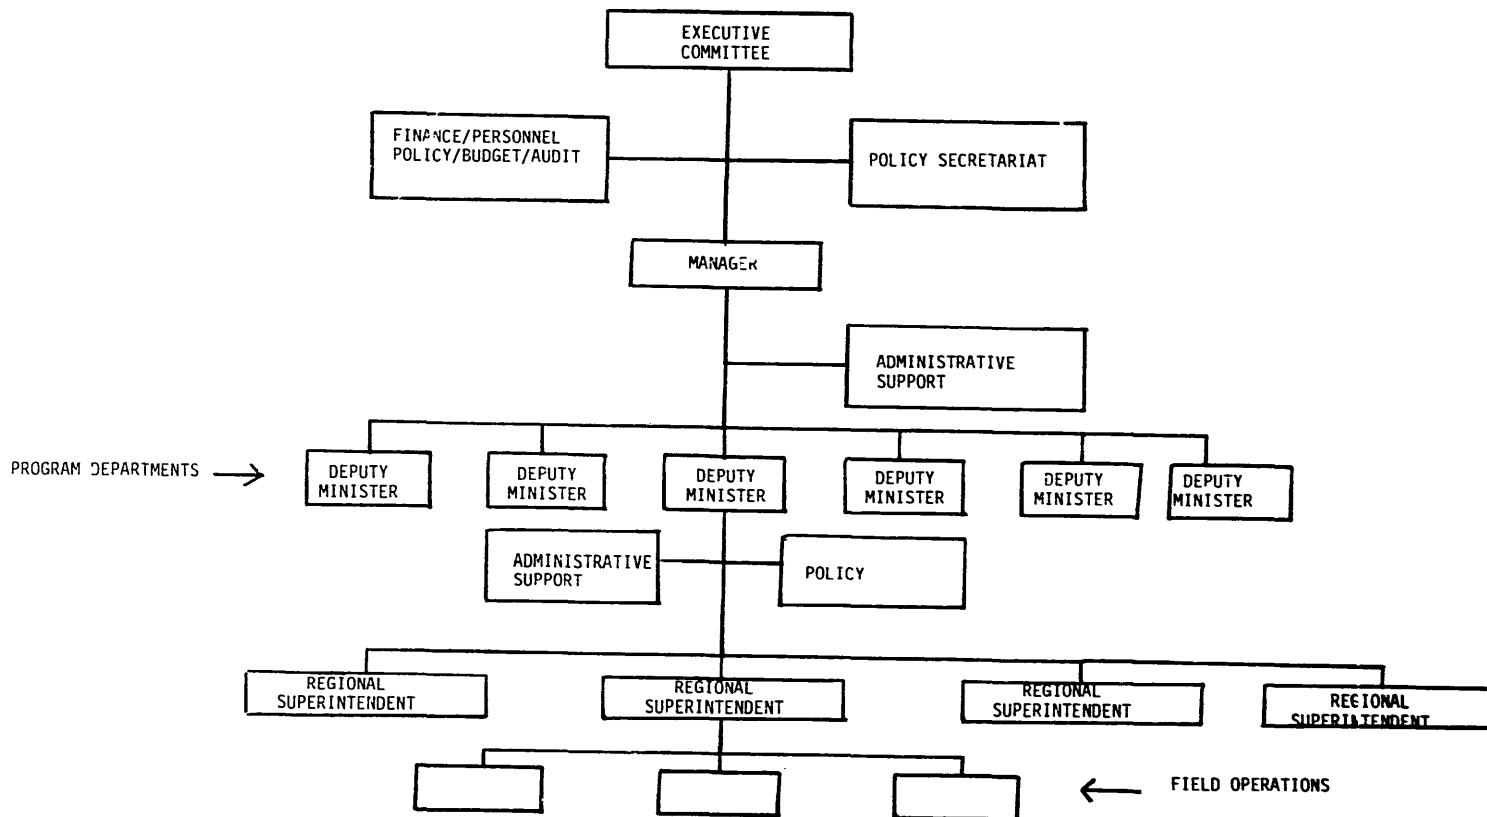 EXECUTIVE
COMMITTEE
FINANCE/PERSONNEL
POLICY/BUDGET/AUDIT
POLICY SECRETARIAT
MANAGER
ADMINISTRATIVE
SUPPORT
PROGRAM DEPARTMENTS
DEPUTY
MINISTER
DEPUTY
MINISTER
DEPUTY
MINISTER
DEPUTY
MINISTER
DEPUTY
MINISTER
DEPUTY
MINISTER
ADMINISTRATIVE
SUPPORT
POLICY
REGIONAL
SUPERINTENDENT
REGIONAL
SUPERINTENDENT
REGIONAL
SUPERINTENDENT
REGIONAL
SUPERINTENDENT
FIELD OPERATIONS